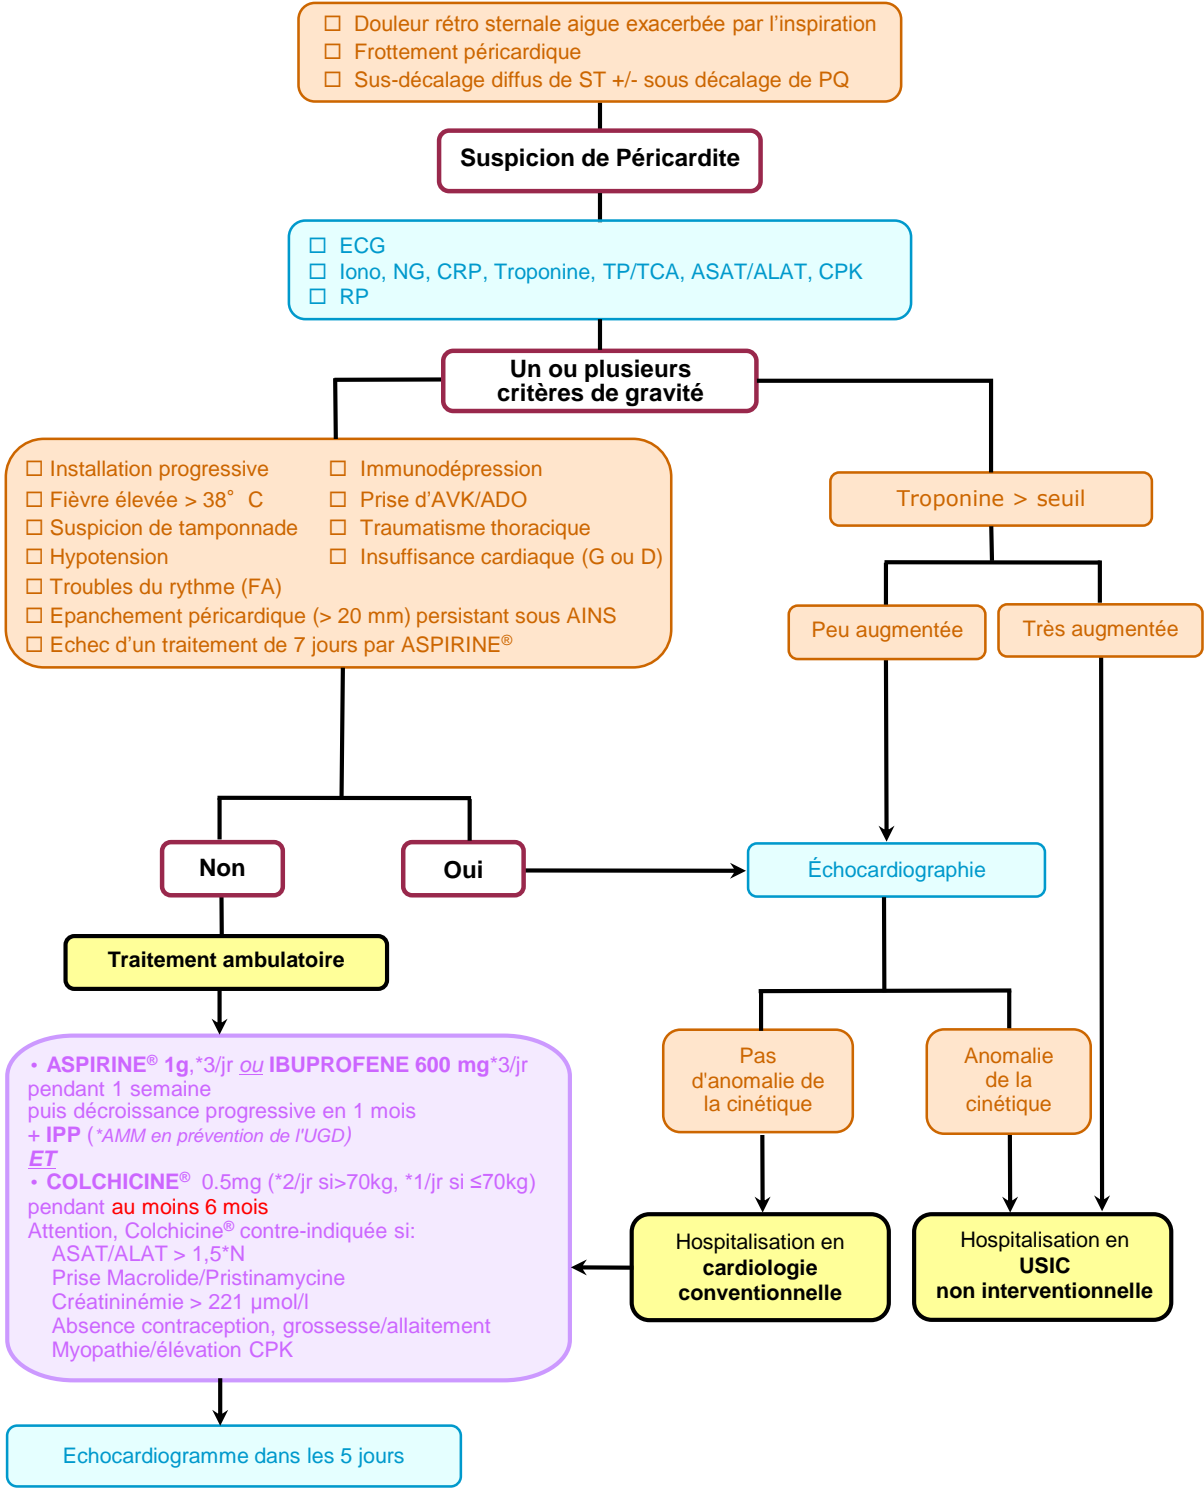 Douleur rétro sternale aigue exacerbée par l'inspiration
Frottement péricardique
Sus-décalage diffus de ST +/- sous décalage de PQ
Suspicion de Péricardite
ECG
Iono, NG, CRP, Troponine, TP/TCA, ASAT/ALAT, CPK
RP
Un ou plusieurs
critères de gravité
Installation progressive
Fièvre élevée > 38° C
Suspicion de tamponnade
Hypotension
Troubles du rythme (FA)
Epanchement péricardique (> 20 mm) persistant sous AINS
Echec d'un traitement de 7 jours par ASPIRINE®
Immunodépression
Prise d'AVK/ADO
Traumatisme thoracique
Insuffisance cardiaque (G ou D)
Troponine > seuil
Peu augmentée
Très augmentée
Non
Oui
Échocardiographie
Traitement ambulatoire
• ASPIRINE® 1g,*3/jr ou IBUPROFENE 600 mg*3/jr
pendant 1 semaine
puis décroissance progressive en 1 mois
+ IPP (*AMM en prévention de l'UGD)
ET
• COLCHICINE® 0.5mg (*2/jr si>70kg, *1/jr si ≤70kg)
pendant au moins 6 mois
Attention, Colchicine® contre-indiquée si:
ASAT/ALAT > 1,5*N
Prise Macrolide/Pristinamycine
Créatininémie > 221 µmol/l
Absence contraception, grossesse/allaitement
Myopathie/élévation CPK
Pas
d'anomalie de
la cinétique
Anomalie
de la
cinétique
Hospitalisation en
cardiologie
conventionnelle
Hospitalisation en
USIC
non interventionnelle
Echocardiogramme dans les 5 jours